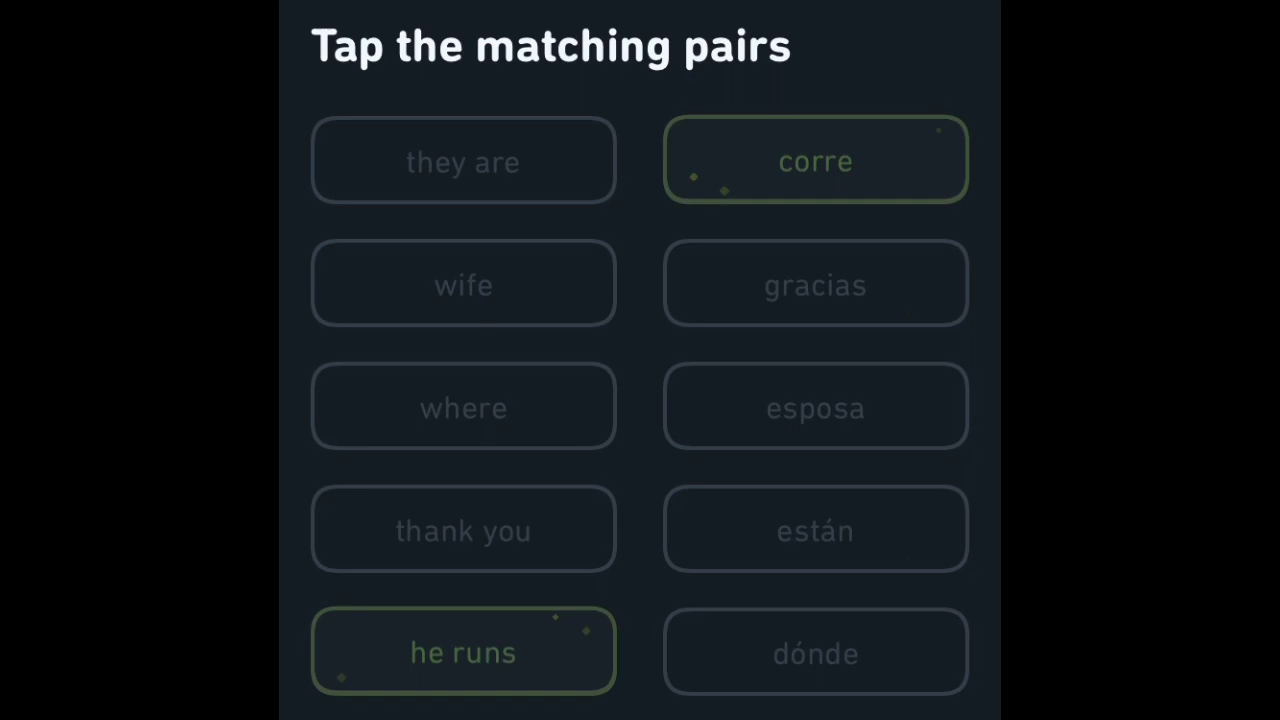 Tap the matching pairs
they are
corre
wife
gracias
where
esposa
thank you
están
he runs
dónde